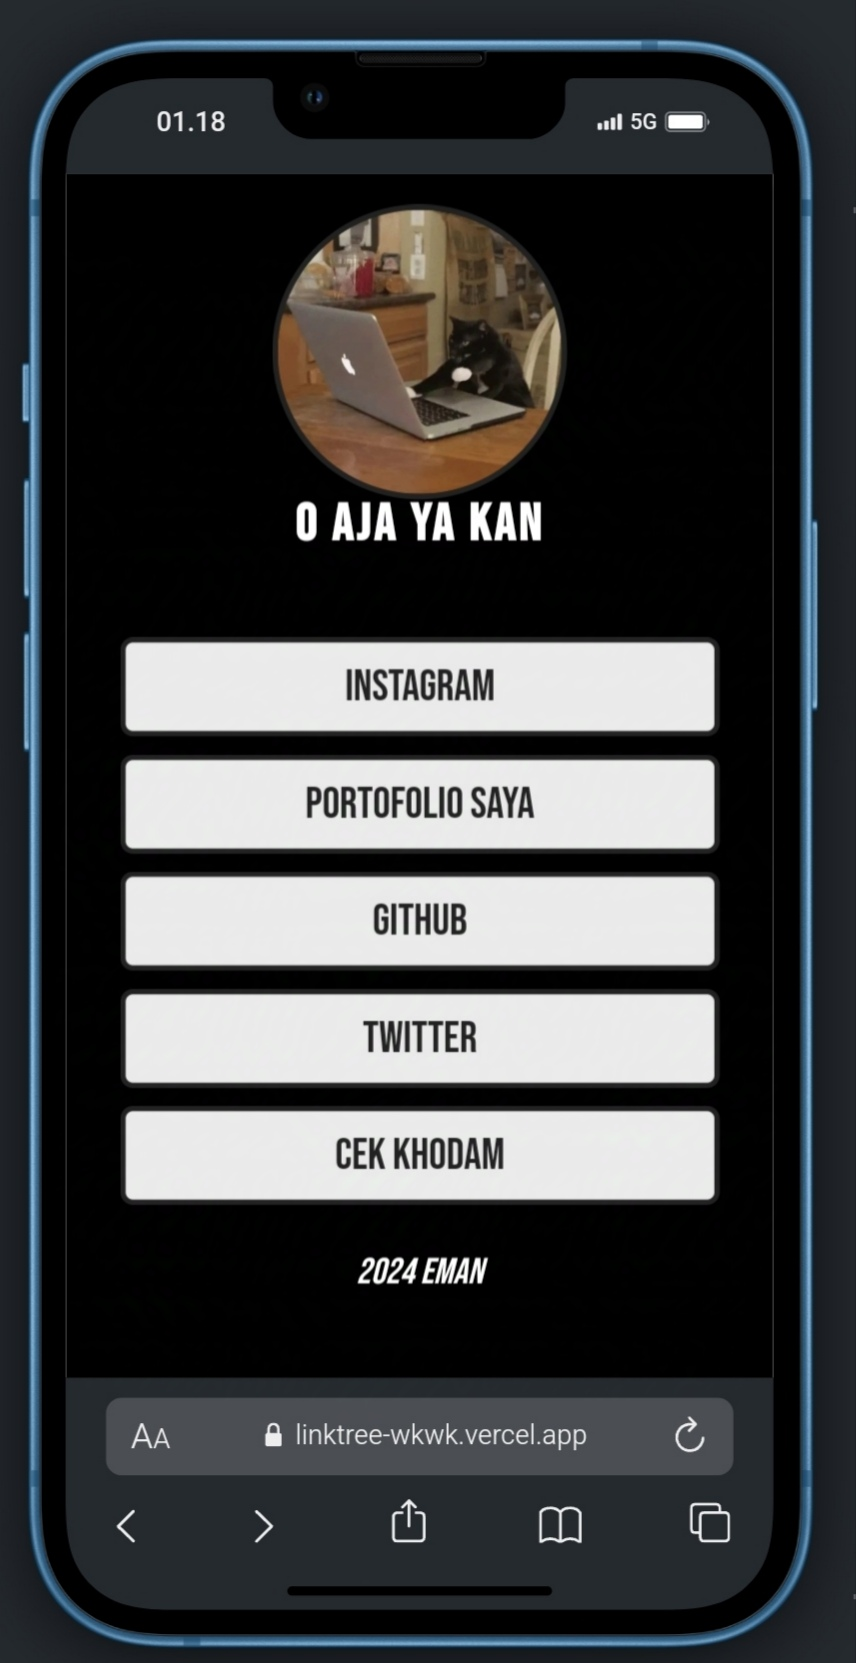 01.18
5G
O AJA YA KAN
INSTAGRAM
PORTOFOLIO SAYA
GITHUB
TWITTER
CEK KHODAM
2024 EMAN
AA
linktree-wkwk.vercel.app